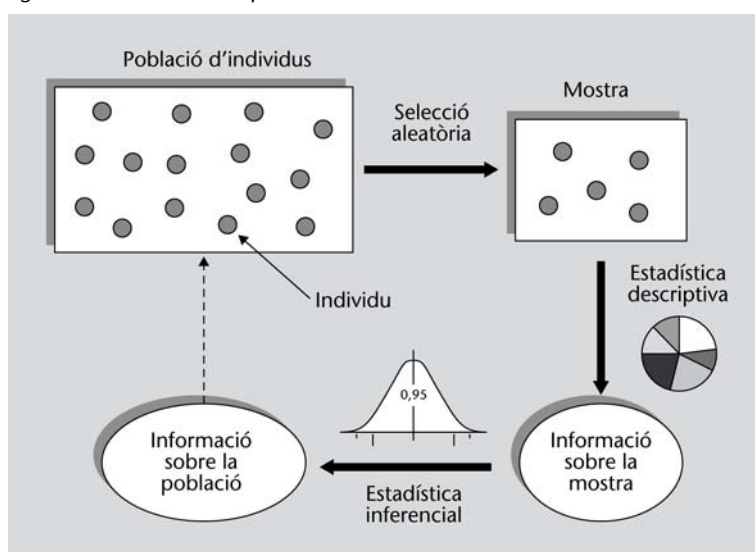 Població d'individus
Selecció
aleatòria
Mostra
Individu
Estadística
descriptiva
0,95
Informació
sobre la
població
Estadística
inferencial
Informació
sobre la
mostra